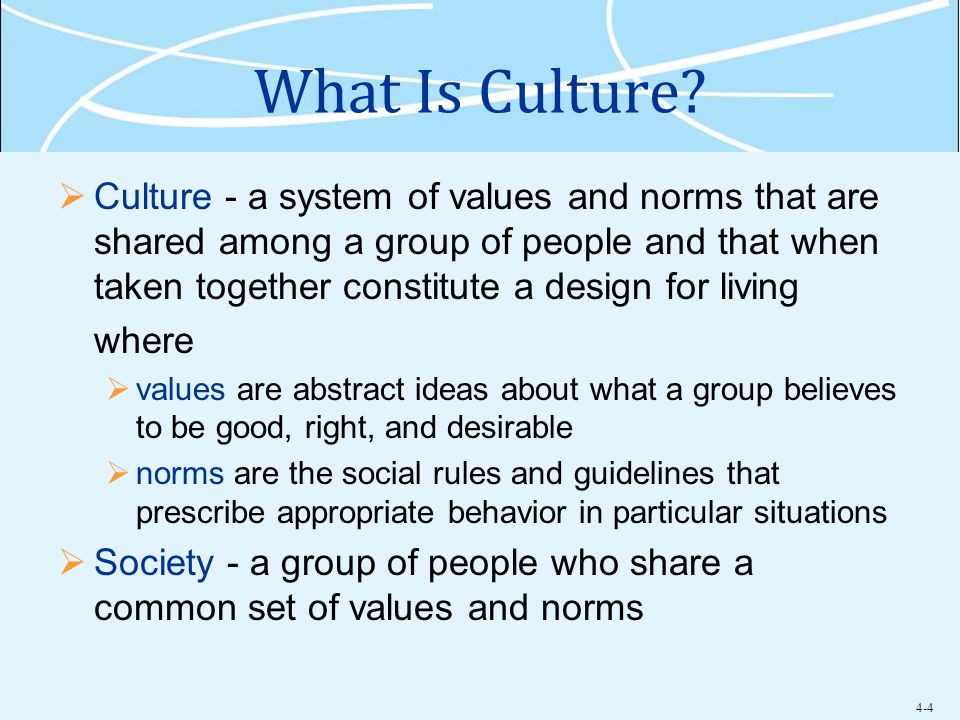 What Is Culture?
Culture - a system of values and norms that are
shared among a group of people and that when
taken together constitute a design for living
where
values are abstract ideas about what a group believes
to be good, right, and desirable
norms are the social rules and guidelines that
prescribe appropriate behavior in particular situations
Society - a group of people who share a
common set of values and norms
4-4